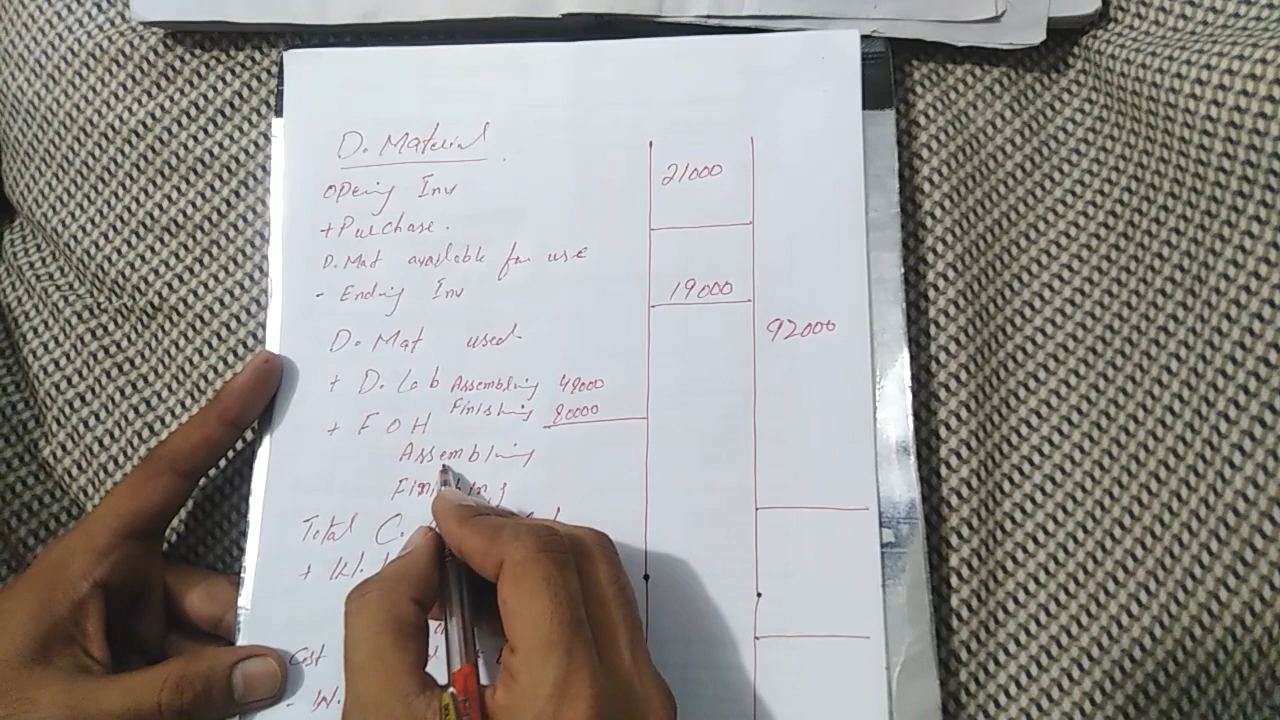 D. Material
opening Inv 21000
+ Purchase.
D. Mat available for use
- Ending Inv 19000
D. Mat used 92000
+ D. Lab Assembling 48000
Finishing 80000
+ F O H
Assembling
Finishing
Total C.
+
Cost
- W.